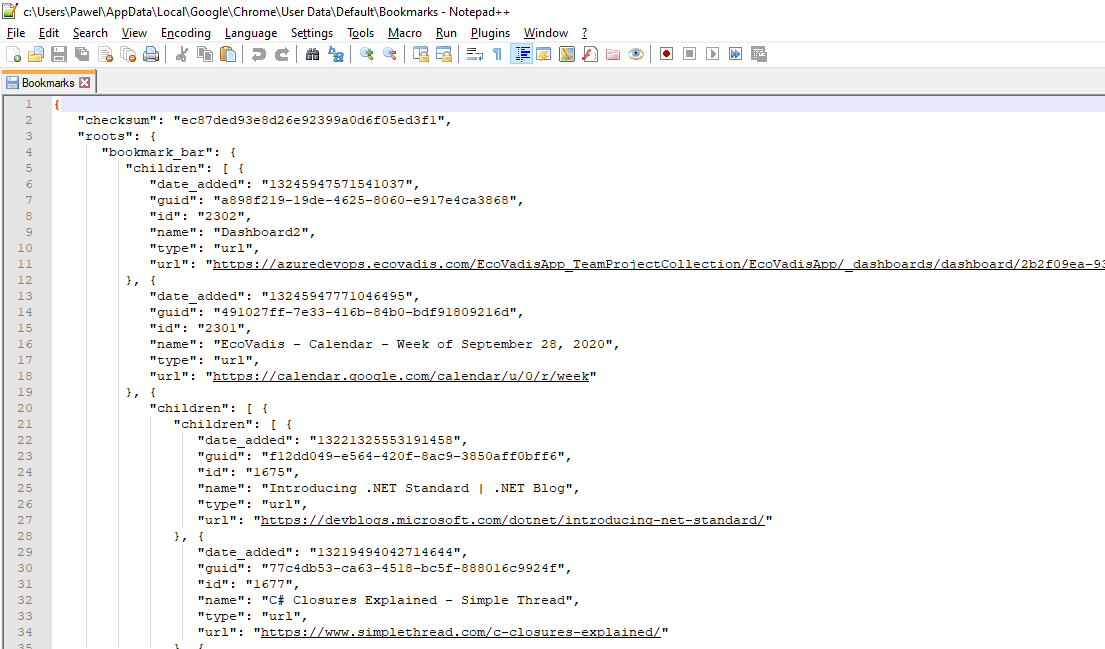 c:\Users\Pawel\AppData\Local\Google\Chrome\User Data\Default\Bookmarks - Notepad++
File Edit Search View Encoding Language Settings Tools Macro Run Plugins Window ?
Bookmarks
1 {
2 "checksum": "ec87ded93e8d26e92399a0d6f05ed3f1",
3 "roots": {
4 "bookmark_bar": {
5 "children": [ {
6 "date_added": "13245947571541037",
7 "guid": "a898f219-19de-4625-8060-e917e4ca3868",
8 "id": "2302",
9 "name": "Dashboard2",
10 "type": "url",
11 "url": "https://azuredevops.ecovadis.com/EcoVadisApp_TeamProjectCollection/EcoVadisApp/_dashboards/dashboard/2b2f09ea-93
12 }, {
13 "date_added": "13245947771046495",
14 "guid": "491027ff-7e33-416b-84b0-bdf91809216d",
15 "id": "2301",
16 "name": "EcoVadis - Calendar - Week of September 28, 2020",
17 "type": "url",
18 "url": "https://calendar.google.com/calendar/u/0/r/week"
19 }, {
20 "children": [ {
21 "children": [ {
22 "date_added": "13221325553191458",
23 "guid": "f12dd049-e564-420f-8ac9-3850aff0bff6",
24 "id": "1675",
25 "name": "Introducing .NET Standard | .NET Blog",
26 "type": "url",
27 "url": "https://devblogs.microsoft.com/dotnet/introducing-net-standard/"
28 }, {
29 "date_added": "13219494042714644",
30 "guid": "77c4db53-ca63-4518-bc5f-888016c9924f",
31 "id": "1677",
32 "name": "C# Closures Explained - Simple Thread",
33 "type": "url",
34 "url": "https://www.simplethread.com/c-closures-explained/"
35 }, {